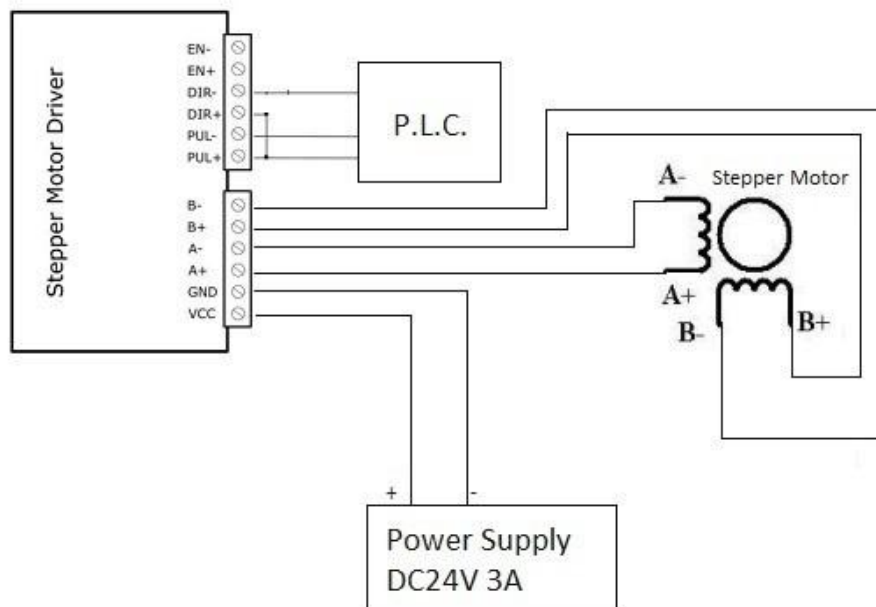 Stepper Motor Driver
EN-
EN+
DIR-
DIR+
PUL-
PUL+
B-
B+
A-
A+
GND
VCC
P.L.C.
A-
Stepper Motor
A+
B-
B+
+
-
Power Supply
DC24V 3A